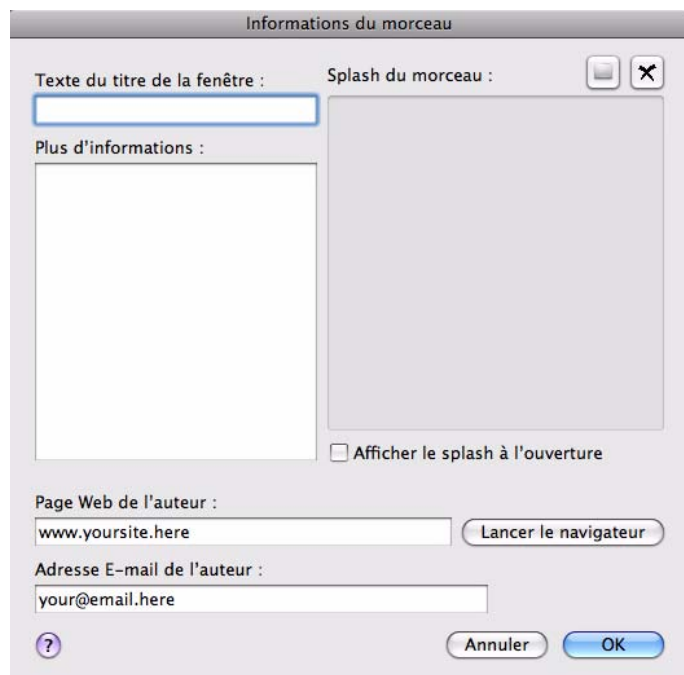 Informations du morceau
Texte du titre de la fenêtre :
Splash du morceau :
Plus d'informations :
Afficher le splash à l'ouverture
Page Web de l'auteur :
www.yoursite.here
Lancer le navigateur
Adresse E-mail de l'auteur :
your@email.here
?
Annuler
OK